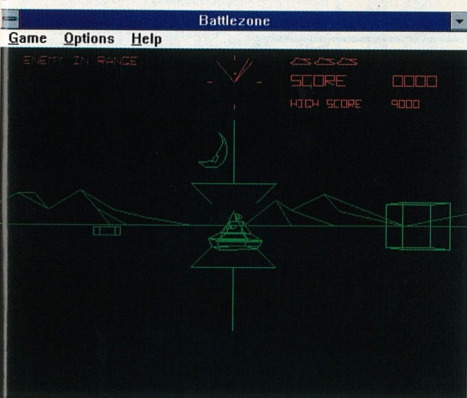 Battlezone
Game Options Help
ENEMY IN RANGE
SCORE 0000
HIGH SCORE 9000